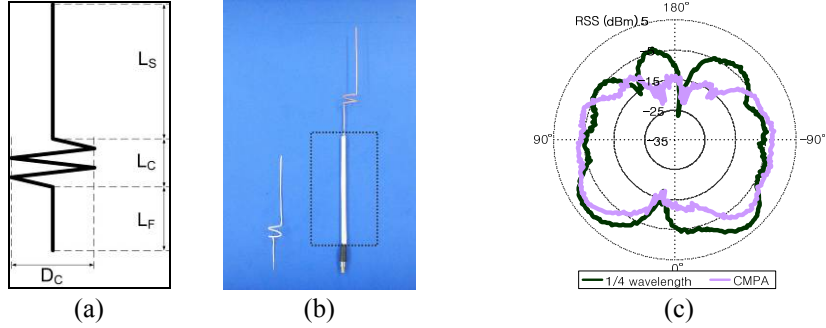 L_S
L_C
L_F
D_C
(a)
(b)
180°
RSS (dBm) 5
-5
-15
-25
-35
90°
-90°
0°
1/4 wavelength
CMPA
(c)